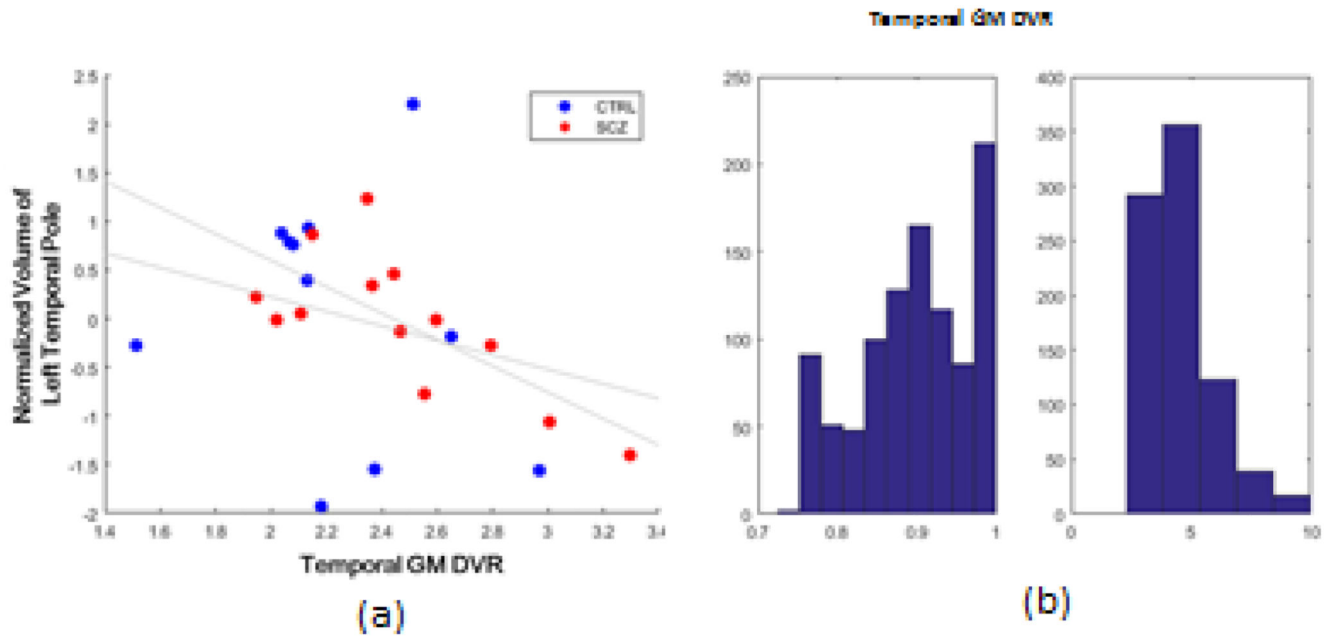 Temporal GM DVR
2.5
2
1.5
1
0.5
0
-0.5
-1
-1.5
-2
Normalized Volume of
Left Temporal Pole
CTRL
SCZ
1.4 1.6 1.8 2 2.2 2.4 2.6 2.8 3 3.2 3.4
Temporal GM DVR
(a)
250
200
150
100
50
0
0.7 0.8 0.9 1
400
350
300
250
200
150
100
50
0
0 5 10
(b)